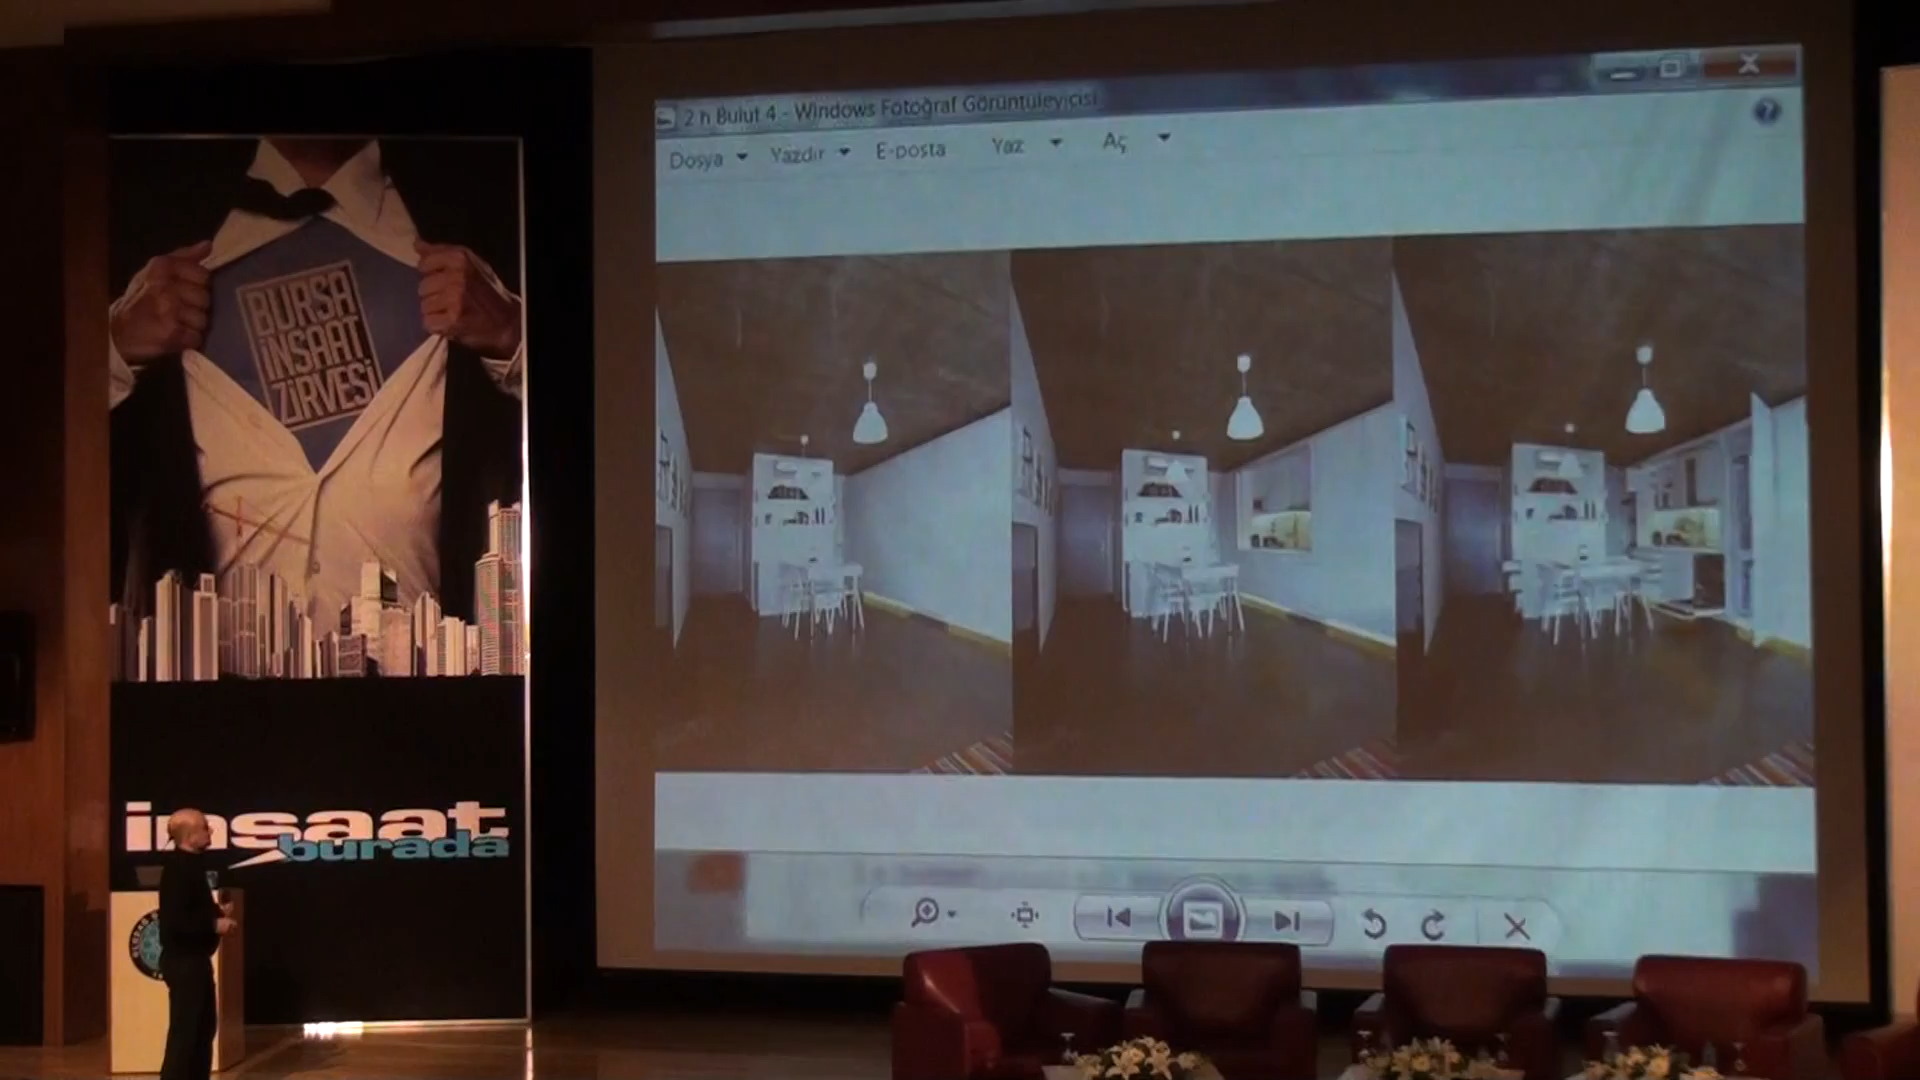 BURSA
İNŞAAT
ZİRVESİ
inşaat
burada
2 h Bulut 4 - Windows Fotoğraf Görüntüleyicisi
Dosya Yazdır E-posta Yaz Aç